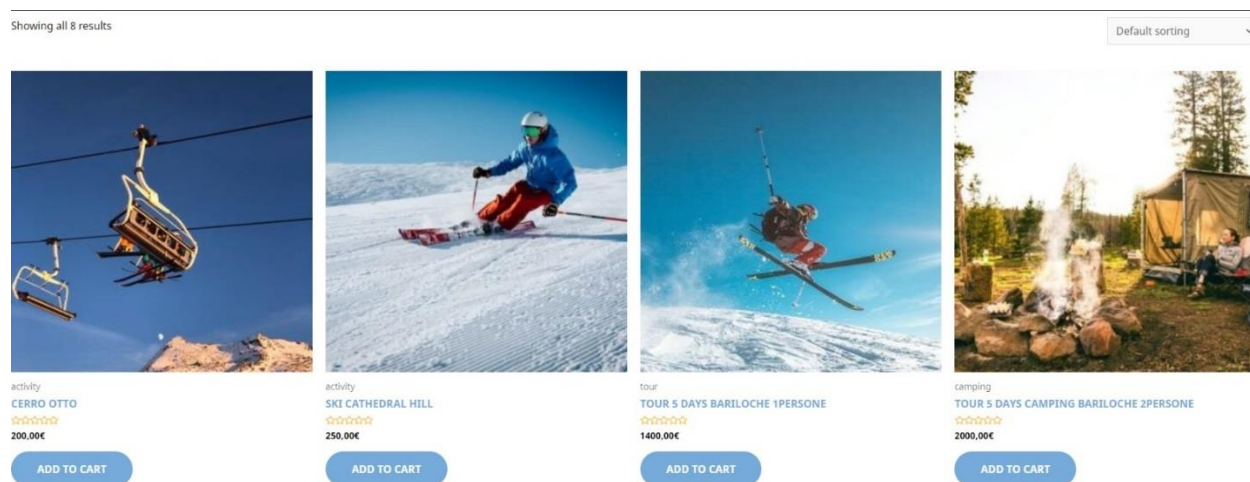 Showing all 8 results
Default sorting
activity
CERRO OTTO
200,00€
ADD TO CART
activity
SKI CATHEDRAL HILL
250,00€
ADD TO CART
tour
TOUR 5 DAYS BARILOCHE 1PERSONE
1400,00€
ADD TO CART
camping
TOUR 5 DAYS CAMPING BARILOCHE 2PERSONE
2000,00€
ADD TO CART